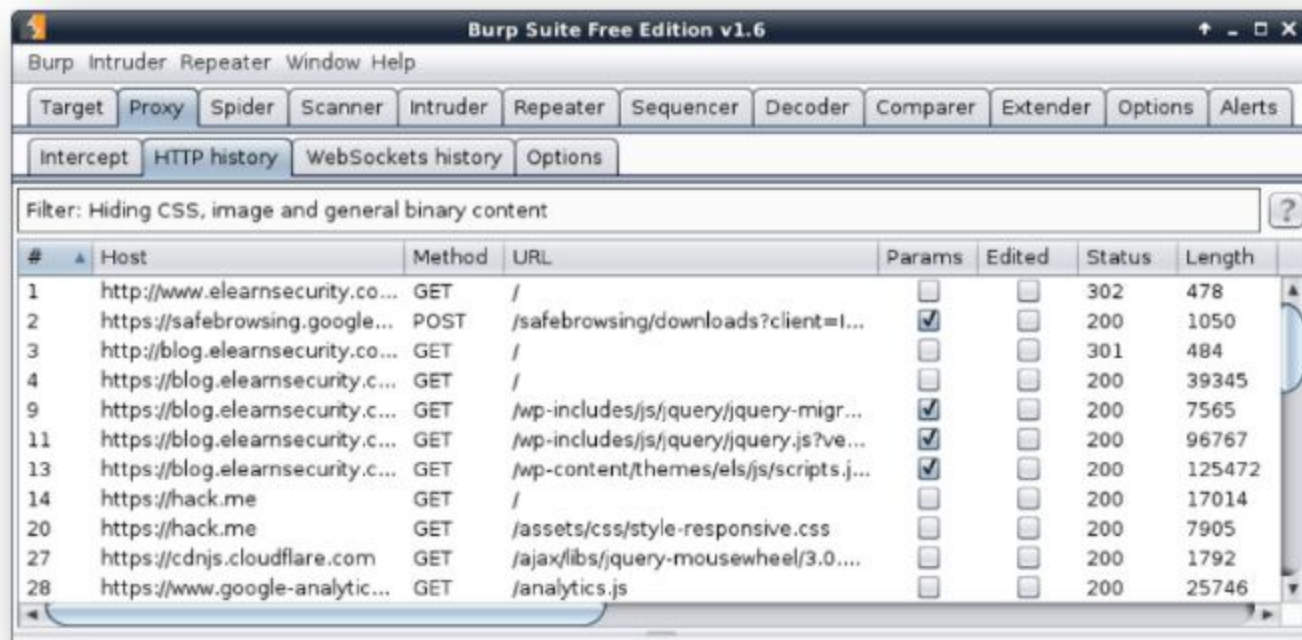 Burp Suite Free Edition v1.6
Burp Intruder Repeater Window Help
Target Proxy Spider Scanner Intruder Repeater Sequencer Decoder Comparer Extender Options Alerts
Intercept HTTP history WebSockets history Options
Filter: Hiding CSS, image and general binary content ?
# Host Method URL Params Edited Status Length
1 http://www.elearnsecurity.co... GET / 302 478
2 https://safebrowsing.google... POST /safebrowsing/downloads?client=I... 200 1050
3 http://blog.elearnsecurity.co... GET / 301 484
4 https://blog.elearnsecurity.c... GET / 200 39345
9 https://blog.elearnsecurity.c... GET /wp-includes/js/jquery/jquery-migr... 200 7565
11 https://blog.elearnsecurity.c... GET /wp-includes/js/jquery/jquery.js?ve... 200 96767
13 https://blog.elearnsecurity.c... GET /wp-content/themes/els/js/scripts.j... 200 125472
14 https://hack.me GET / 200 17014
20 https://hack.me GET /assets/css/style-responsive.css 200 7905
27 https://cdnjs.cloudflare.com GET /ajax/libs/jquery-mousewheel/3.0.... 200 1792
28 https://www.google-analytic... GET /analytics.js 200 25746